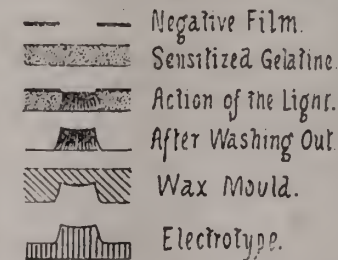 Negative Film.
Sensitized Gelatine.
Action of the Light.
After Washing Out.
Wax Mould.
Electrotype.